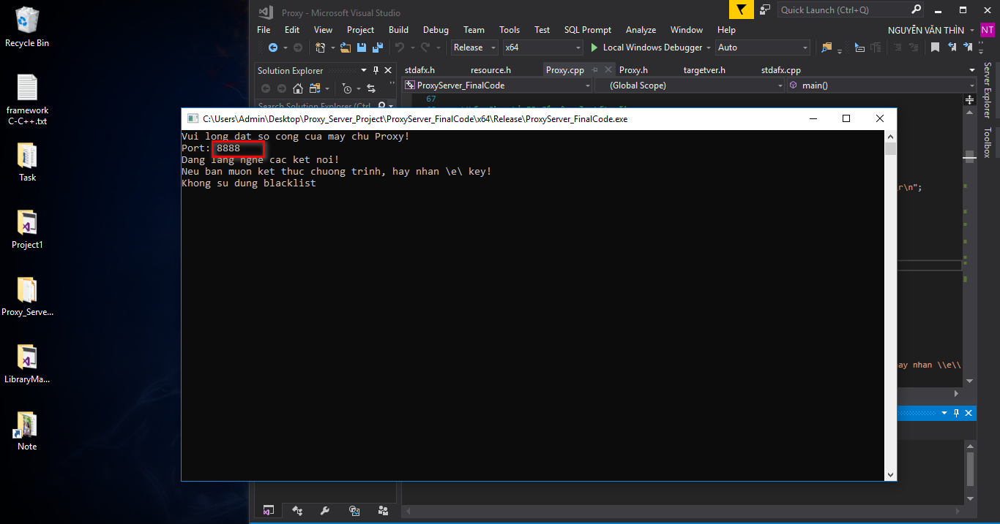 Recycle Bin
framework
C-C++.txt
Task
Project1
Proxy_Serve...
LibraryMa...
Note
Proxy - Microsoft Visual Studio
Quick Launch (Ctrl+Q)
File Edit View Project Build Debug Team Tools Test SQL Prompt Analyze Window Help
NGUYỄN VĂN THÌN
NT
Release x64 Local Windows Debugger Auto
Solution Explorer
Search Solution Explorer (Ctrl
stdafx.h resource.h Proxy.cpp Proxy.h targetver.h stdafx.cpp
ProxyServer_FinalCode (Global Scope) main()
67
C:\Users\Admin\Desktop\Proxy_Server_Project\ProxyServer_FinalCode\x64\Release\ProxyServer_FinalCode.exe
Vui long dat so cong cua may chu Proxy!
Port: 8888
Dang lang nghe cac ket noi!
Neu ban muon ket thuc chuong trinh, hay nhan \e\ key!
Khong su dung blacklist
\r\n";
ay nhan \\e\\
Server Explorer
Toolbox